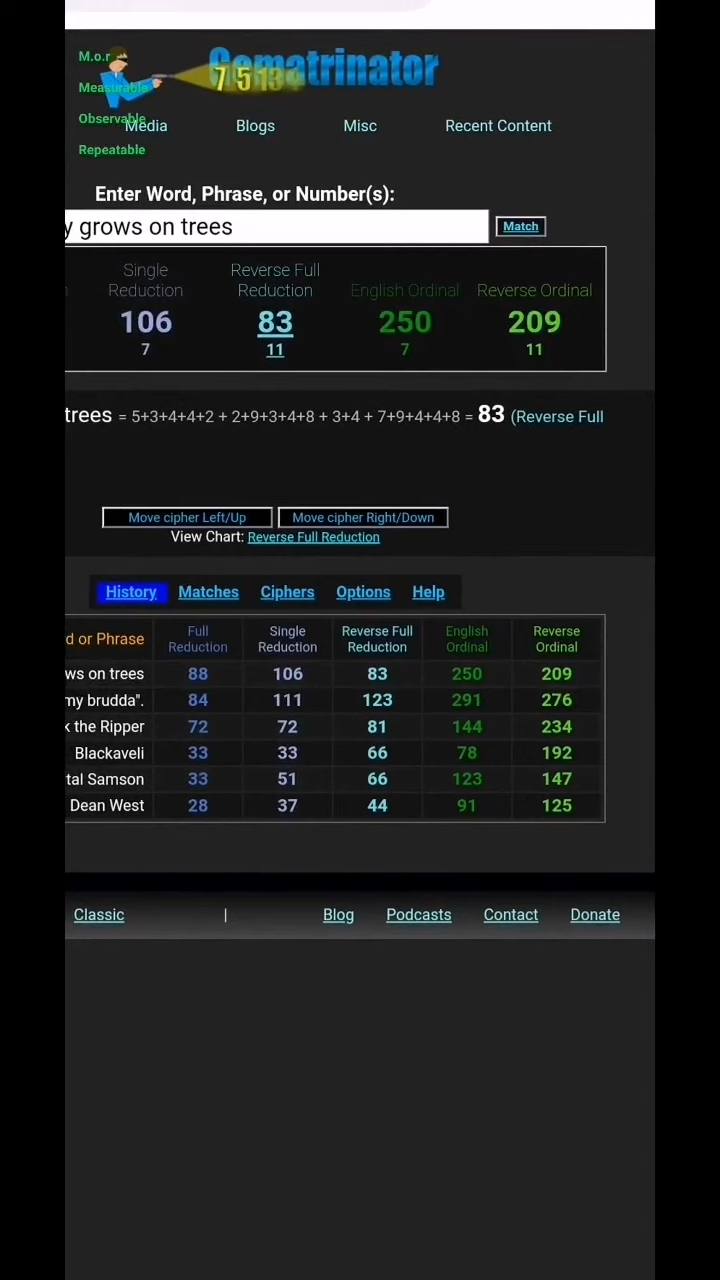 M.o.r
Measurable
Observable
Repeatable
Gematrinator
7 5 13
Media Blogs Misc Recent Content
Enter Word, Phrase, or Number(s):
y grows on trees Match
Single Reduction Reverse Full Reduction English Ordinal Reverse Ordinal
106 83 250 209
7 11 7 11
trees = 5+3+4+4+2 + 2+9+3+4+8 + 3+4 + 7+9+4+4+8 = 83 (Reverse Full
Move cipher Left/Up Move cipher Right/Down
View Chart: Reverse Full Reduction
History Matches Ciphers Options Help
d or Phrase Full Reduction Single Reduction Reverse Full Reduction English Ordinal Reverse Ordinal
ws on trees 88 106 83 250 209
my brudda". 84 111 123 291 276
k the Ripper 72 72 81 144 234
Blackaveli 33 33 66 78 192
tal Samson 33 51 66 123 147
Dean West 28 37 44 91 125
Classic | Blog Podcasts Contact Donate